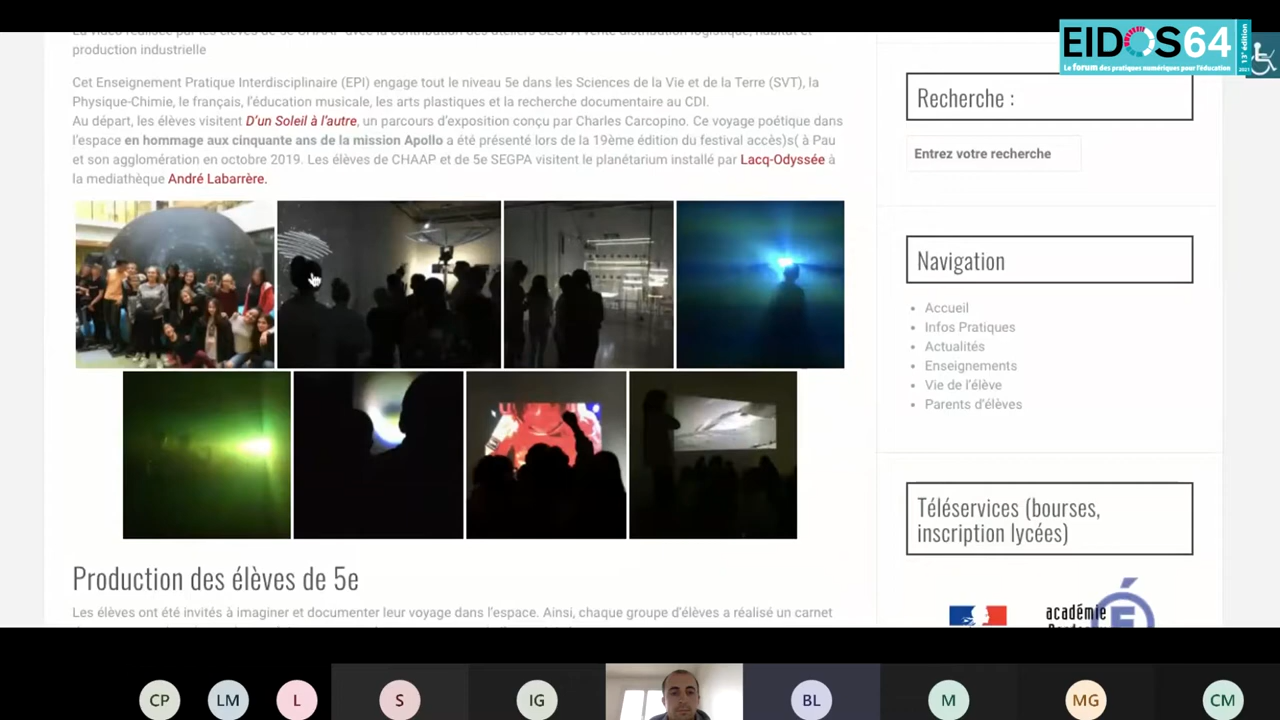 production industrielle
Cet Enseignement Pratique Interdisciplinaire (EPI) engage tout le niveau 5e dans les Sciences de la Vie et de la Terre (SVT), la
Physique-Chimie, le français, l'éducation musicale, les arts plastiques et la recherche documentaire au CDI.
Au départ, les élèves visitent D'un Soleil à l'autre, un parcours d'exposition conçu par Charles Carcopino. Ce voyage poétique dans
l'espace en hommage aux cinquante ans de la mission Apollo a été présenté lors de la 19ème édition du festival accès)s( à Pau
et son agglomération en octobre 2019. Les élèves de CHAAP et de 5e SEGPA visitent le planétarium installé par Lacq-Odyssée à
la mediathèque André Labarrère.
Production des élèves de 5e
Les élèves ont été invités à imaginer et documenter leur voyage dans l'espace. Ainsi, chaque groupe d'élèves a réalisé un carnet
EIDOS64
Le forum des pratiques numériques pour l'éducation
13e édition
2021
Recherche :
Entrez votre recherche
Navigation
Accueil
Infos Pratiques
Actualités
Enseignements
Vie de l'élève
Parents d'élèves
Téléservices (bourses,
inscription lycées)
académie
CP
LM
L
S
IG
BL
M
MG
CM